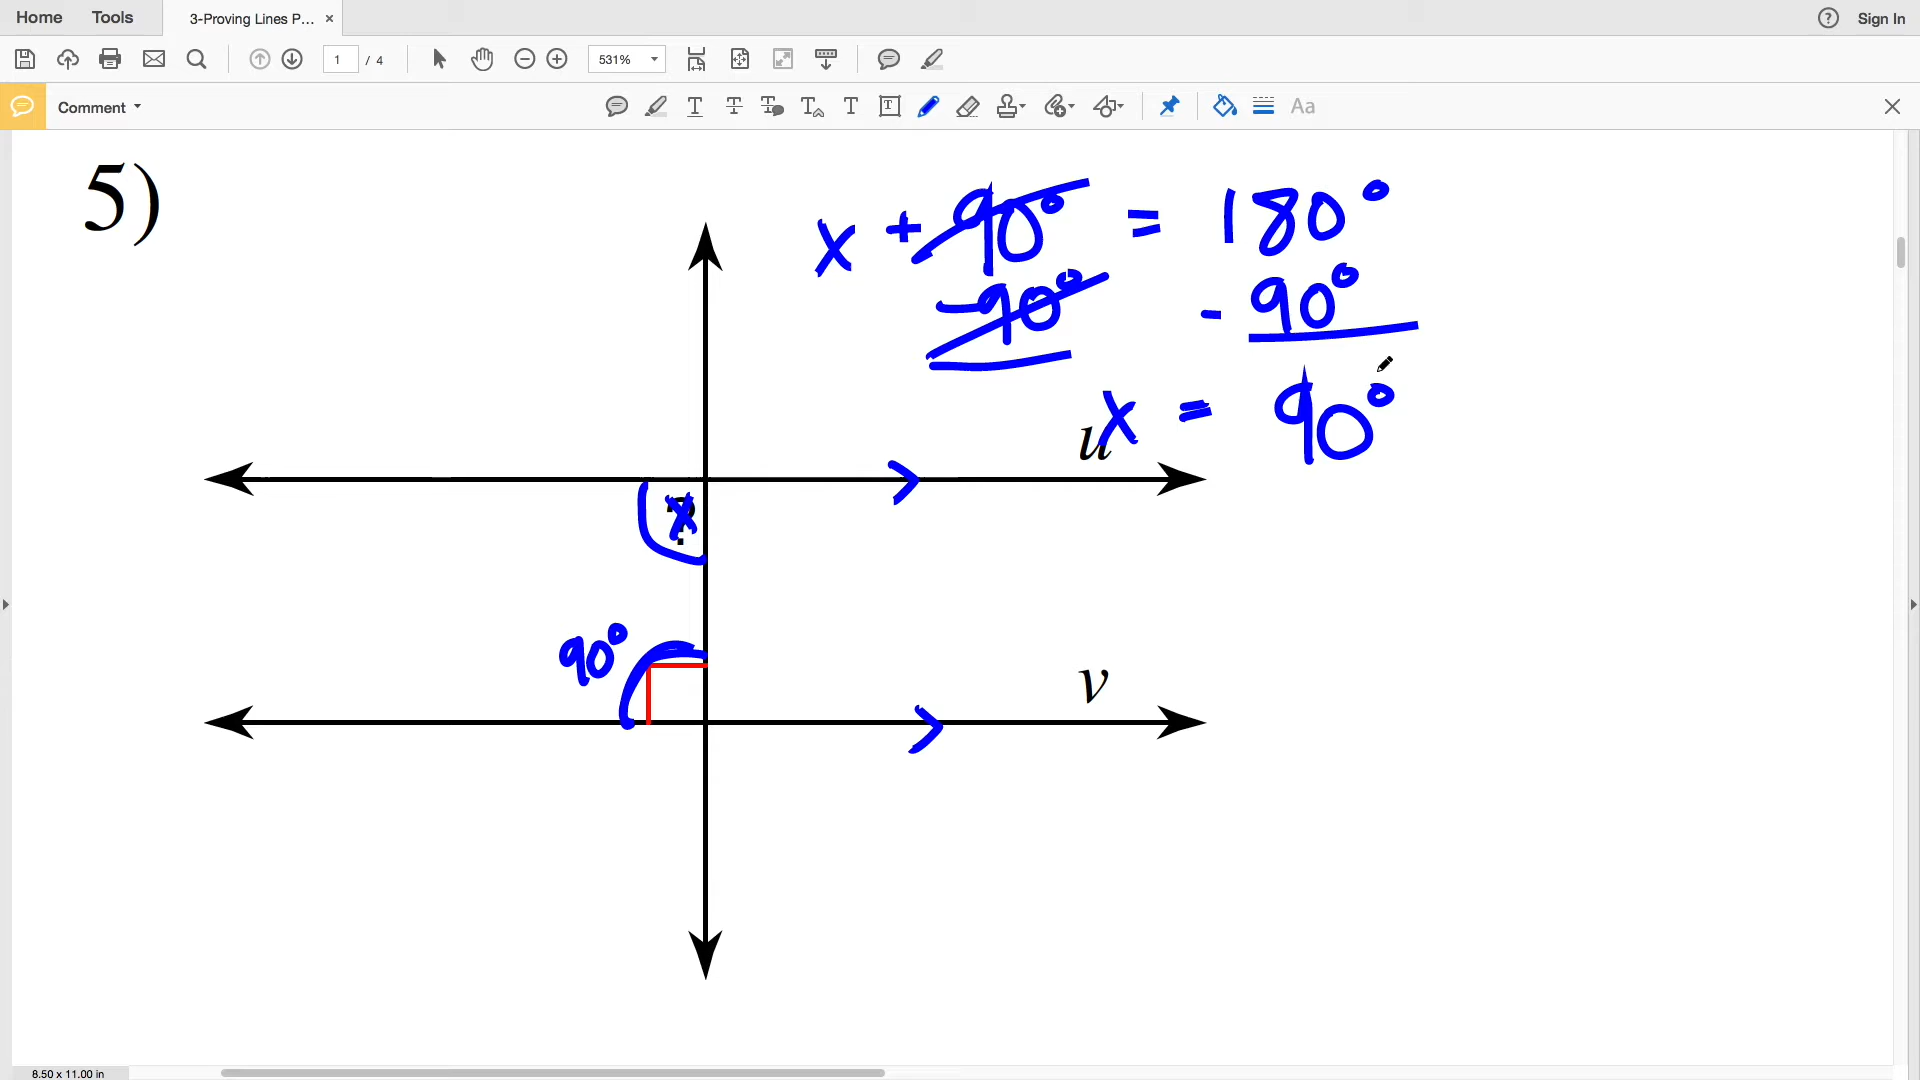 Home Tools 3-Proving Lines P... × ? Sign In
1 / 4 531%
Comment T T T T T T Aa
5)
x + 90° = 180°
-90° - 90°
x = 90°
u
?
x
90°
v
8.50 x 11.00 in